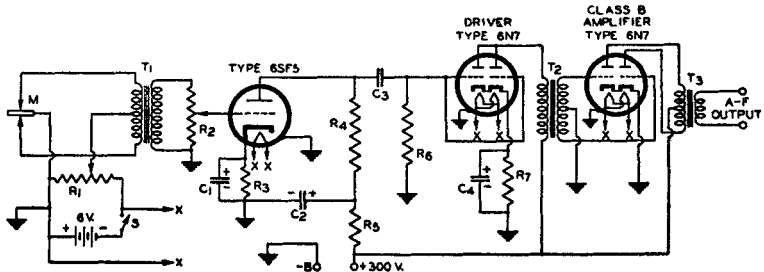 DRIVER
TYPE 6N7
CLASS B
AMPLIFIER
TYPE 6N7
T1
TYPE 6SF5
M
R2
R4
C3
R6
T2
T3
A-F
OUTPUT
X X
X X
X X
C1
+
-
R3
- +
C2
R1
S
X
6 V.
+ -
X
R5
C4
+
-
R7
-B
+300 V.